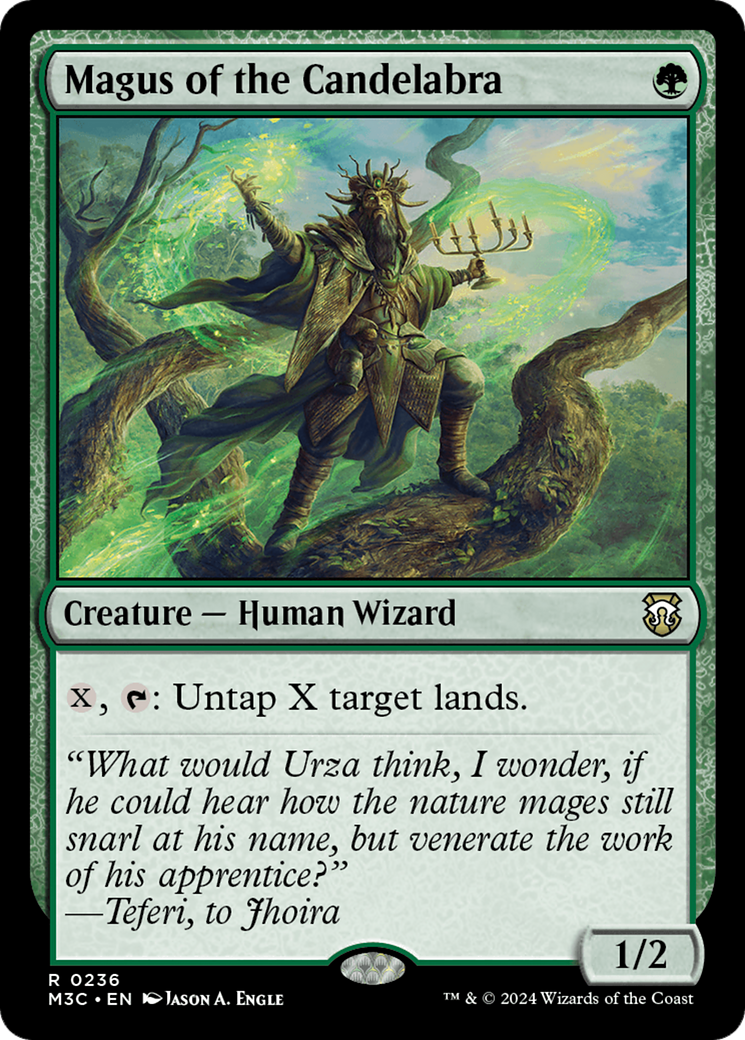 Magus of the Candelabra
Creature — Human Wizard
X, : Untap X target lands.
“What would Urza think, I wonder, if
he could hear how the nature mages still
snarl at his name, but venerate the work
of his apprentice?”
—Teferi, to Jhoira
1/2
R 0236
M3C • EN Jason A. Engle
™ & © 2024 Wizards of the Coast